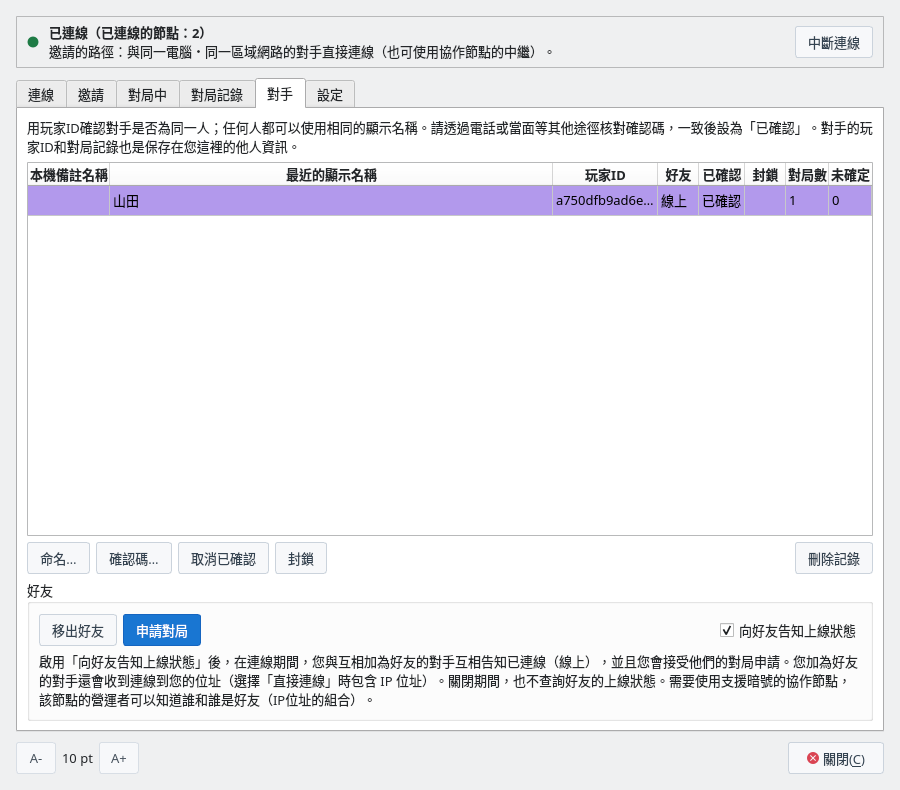 已連線（已連線的節點：2）
邀請的路徑：與同一電腦・同一區域網路的對手直接連線（也可使用協作節點的中繼）。
中斷連線
連線 邀請 對局中 對局記錄 對手 設定
用玩家ID確認對手是否為同一人；任何人都可以使用相同的顯示名稱。請透過電話或當面等其他途徑核對確認碼，一致後設為「已確認」。對手的玩
家ID和對局記錄也是保存在您這裡的他人資訊。
本機備註名稱 最近的顯示名稱 玩家ID 好友 已確認 封鎖 對局數 未確定
山田 a750dfb9ad6e... 線上 已確認 1 0
命名... 確認碼... 取消已確認 封鎖 刪除記錄
好友
移出好友 申請對局 向好友告知上線狀態
啟用「向好友告知上線狀態」後，在連線期間，您與互相加為好友的對手互相告知已連線（線上），並且您會接受他們的對局申請。您加為好友
的對手還會收到連線到您的位址（選擇「直接連線」時包含 IP 位址）。關閉期間，也不查詢好友的上線狀態。需要使用支援暗號的協作節點，
該節點的營運者可以知道誰和誰是好友（IP位址的組合）。
A- 10 pt A+ 關閉(C)